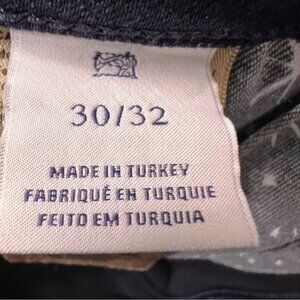 30/32
MADE IN TURKEY
FABRIQUÉ EN TURQUIE
FEITO EM TURQUIA